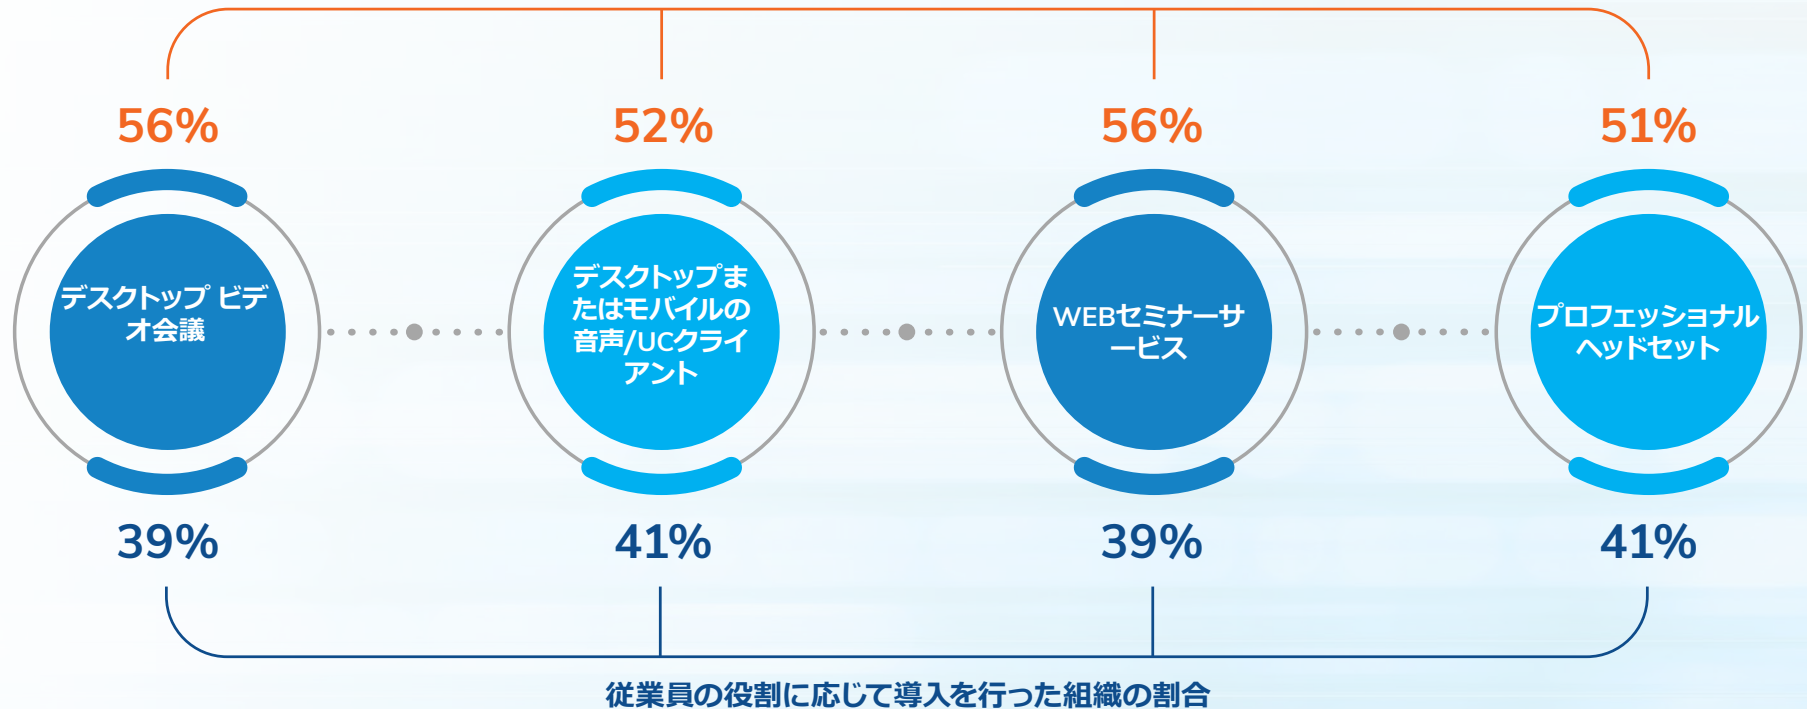 56%
52%
56%
51%
デスクトップ ビデ
オ会議
デスクトップま
たはモバイルの
音声/UCクライ
アント
WEBセミナーサ
ービス
プロフェッショナル
ヘッドセット
39%
41%
39%
41%
従業員の役割に応じて導入を行った組織の割合